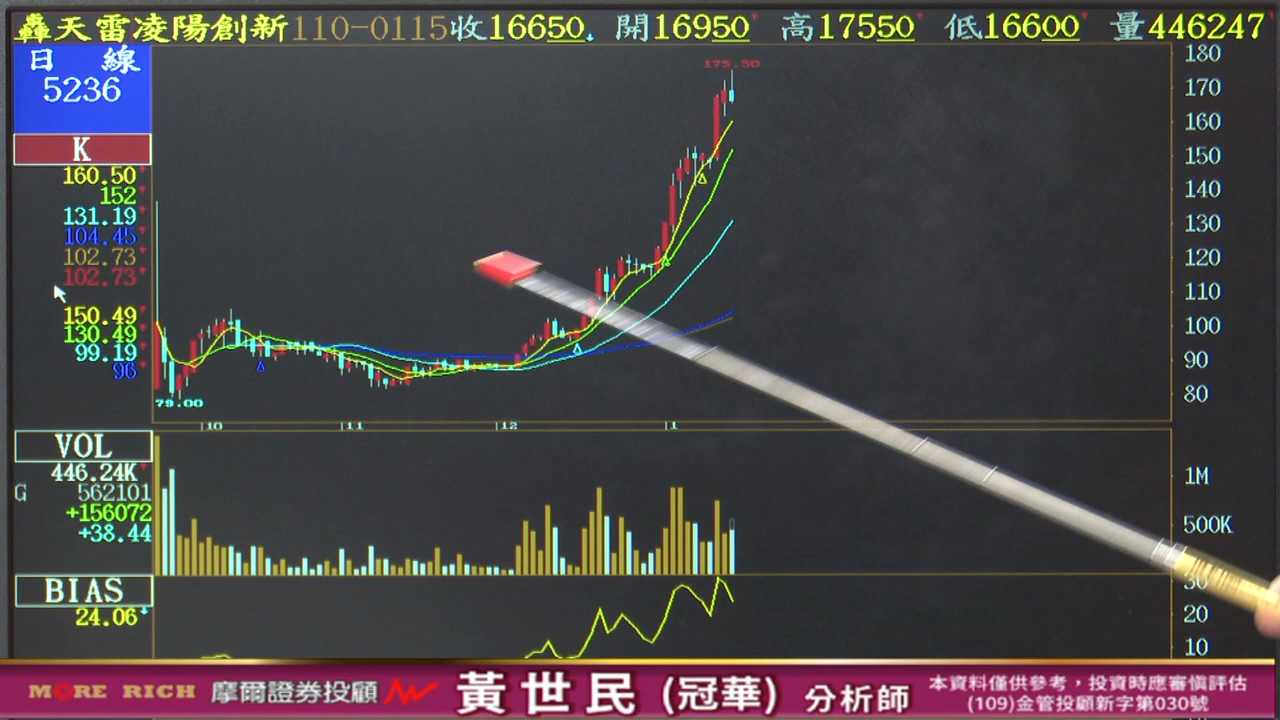 轟天雷凌陽創新110-0115收16650↓ 開16950↑ 高17550↑ 低16600↑ 量446247↑
日 線
5236
K
160.50↑
152↑
131.19↑
104.45↑
102.73↑
102.73↑
150.49↑
130.49↑
99.19↑
96↑
175.50
79.00
180
170
160
150
140
130
120
110
100
90
80
10
11
12
1
VOL
446.24K↑
G 562101
+156072
+38.44
1M
500K
BIAS
24.06↓
30
20
10
MORE RICH 摩爾證券投顧 黃世民(冠華)分析師
本資料僅供參考，投資時應審慎評估
(109)金管投顧新字第030號